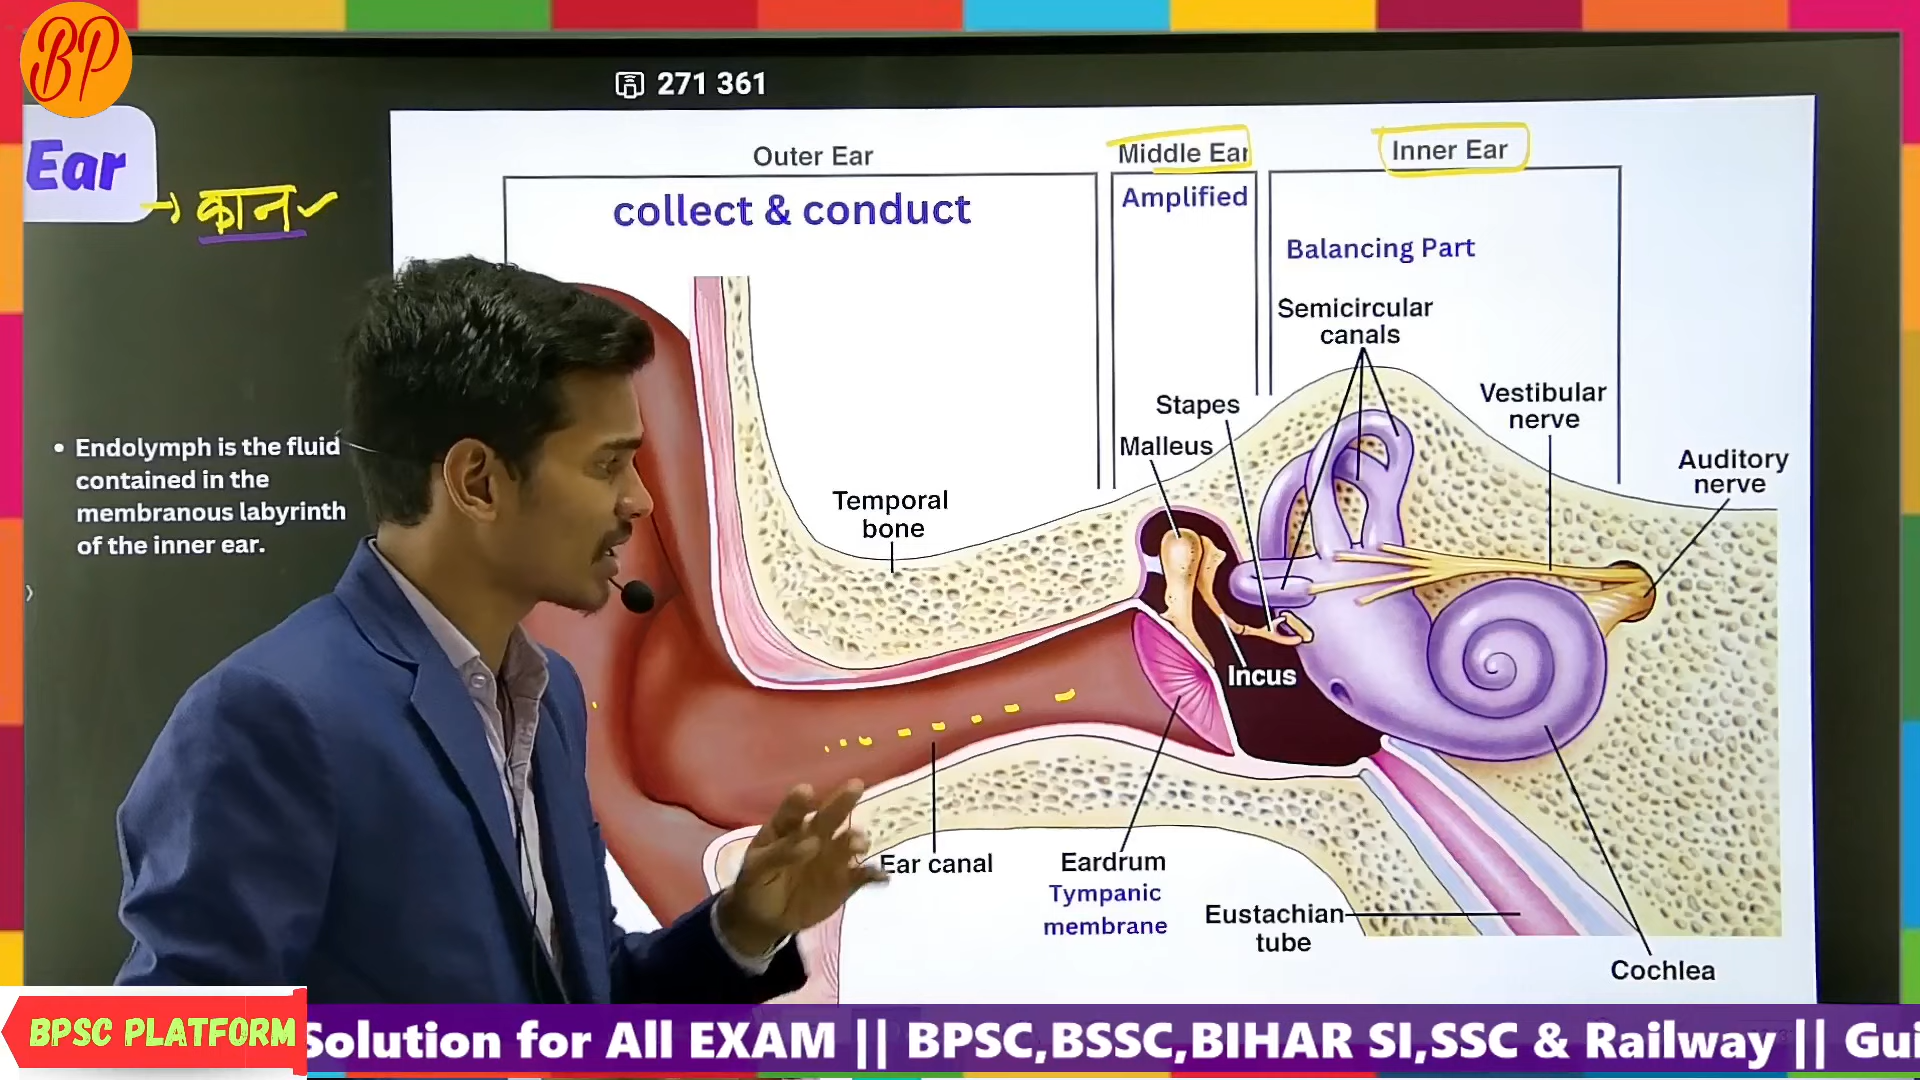 BP
271 361
Ear
कान
Outer Ear
Middle Ear
Inner Ear
collect & conduct
Amplified
Balancing Part
Semicircular
canals
Stapes
Malleus
Vestibular
nerve
Auditory
nerve
Temporal
bone
• Endolymph is the fluid
contained in the
membranous labyrinth
of the inner ear.
Incus
Ear canal
Eardrum
Tympanic
membrane
Eustachian
tube
Cochlea
BPSC PLATFORM
Solution for All EXAM || BPSC,BSSC,BIHAR SI,SSC & Railway || Gui